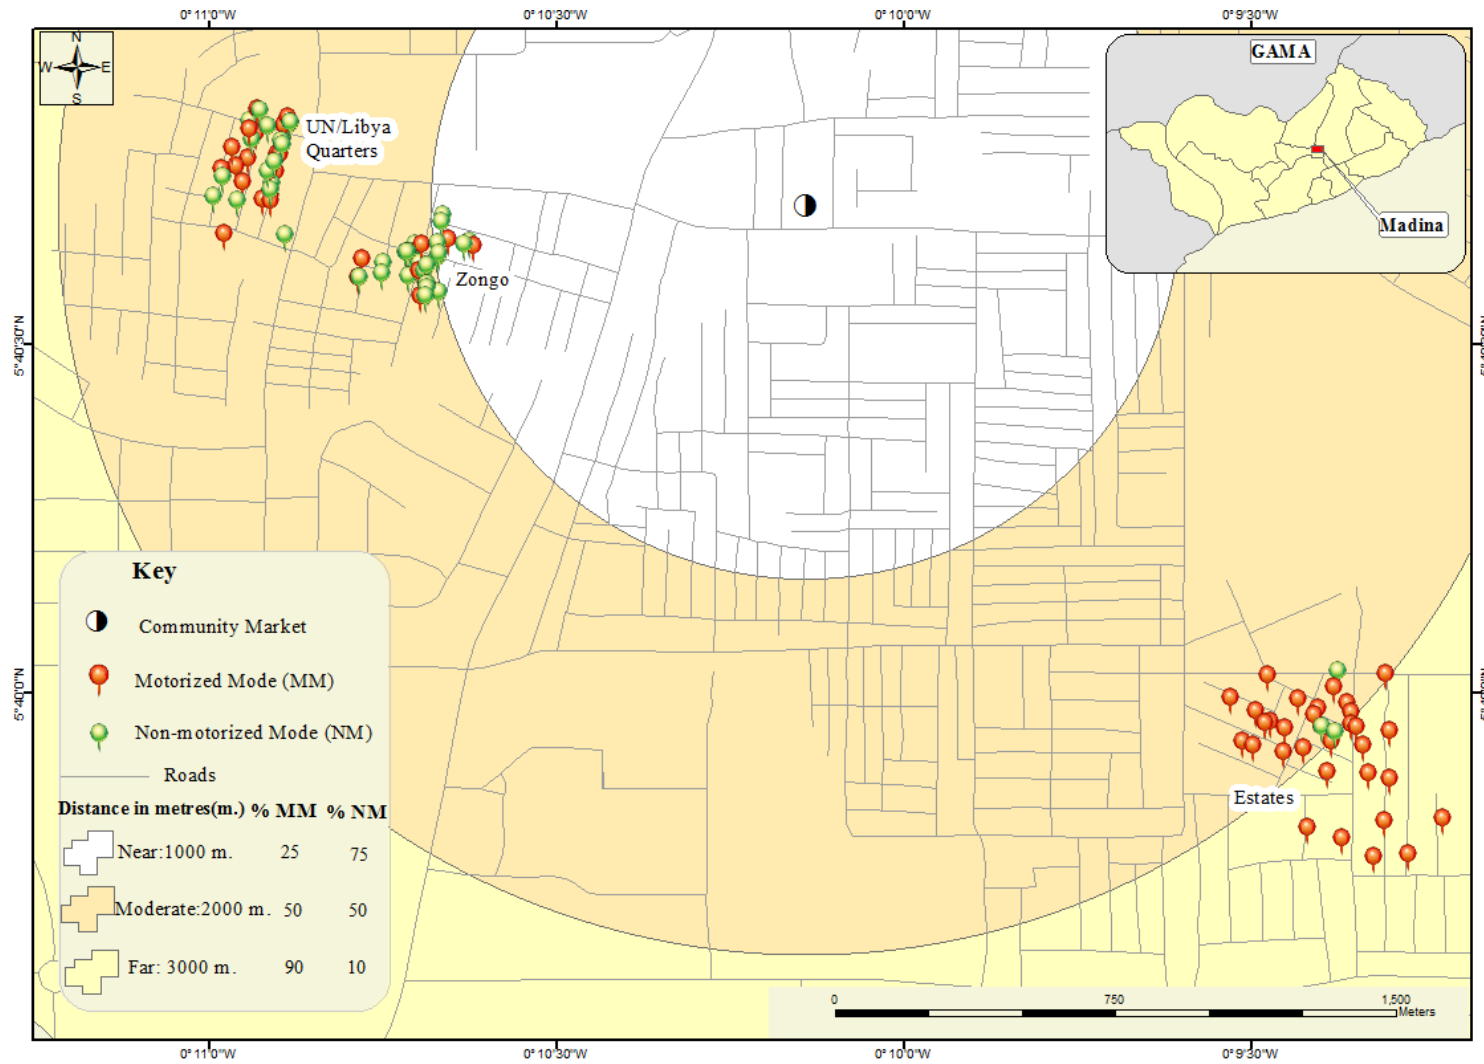 0°11'0"W 0°10'30"W 0°10'0"W 0°9'30"W
N
W E
S
GAMA
Madina
UN/Libya
Quarters
Zongo
5°40'30"N
5°40'0"N
Estates
Key
Community Market
Motorized Mode (MM)
Non-motorized Mode (NM)
Roads
Distance in metres(m.) % MM % NM
Near:1000 m. 25 75
Moderate:2000 m. 50 50
Far: 3000 m. 90 10
0 750 1,500
Meters
0°11'0"W 0°10'30"W 0°10'0"W 0°9'30"W